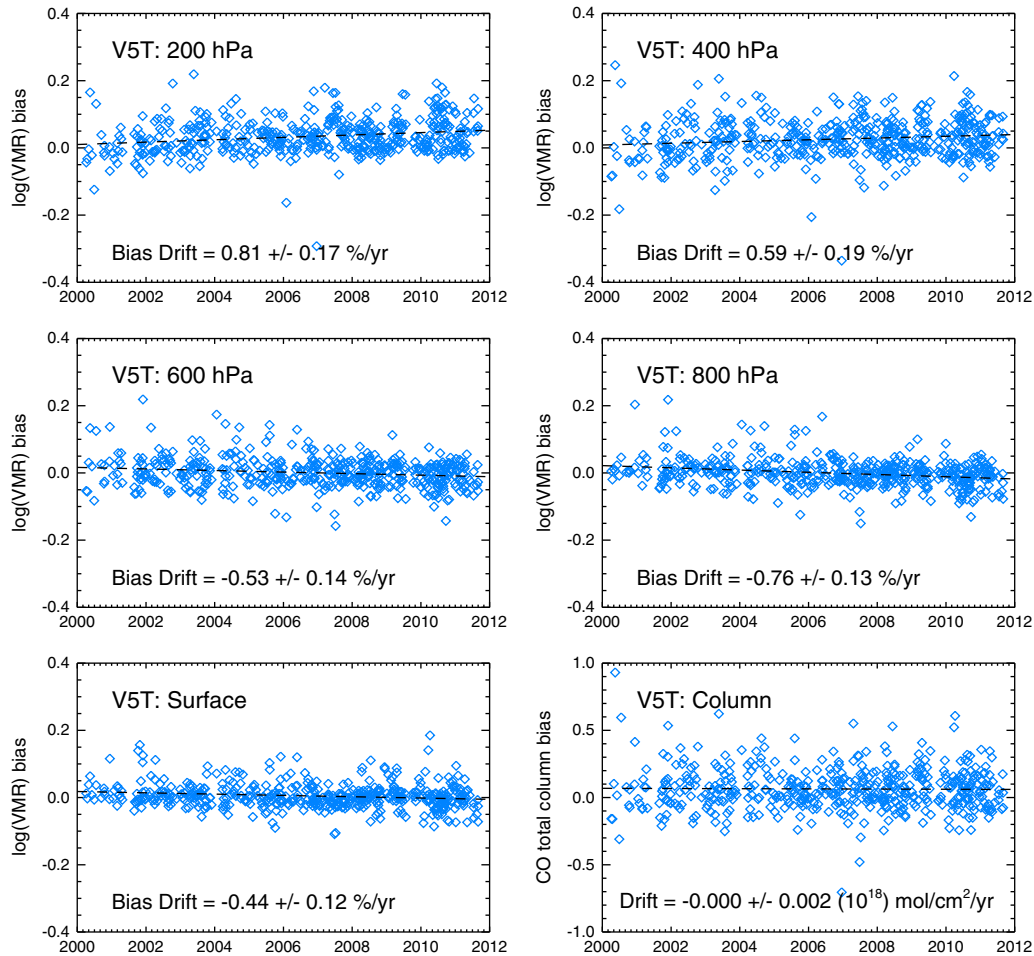 V5T: 200 hPa
log(VMR) bias
0.4
0.2
0.0
-0.2
-0.4
Bias Drift = 0.81 +/- 0.17 %/yr
2000 2002 2004 2006 2008 2010 2012
V5T: 400 hPa
log(VMR) bias
0.4
0.2
0.0
-0.2
-0.4
Bias Drift = 0.59 +/- 0.19 %/yr
2000 2002 2004 2006 2008 2010 2012
V5T: 600 hPa
log(VMR) bias
0.4
0.2
0.0
-0.2
-0.4
Bias Drift = -0.53 +/- 0.14 %/yr
2000 2002 2004 2006 2008 2010 2012
V5T: 800 hPa
log(VMR) bias
0.4
0.2
0.0
-0.2
-0.4
Bias Drift = -0.76 +/- 0.13 %/yr
2000 2002 2004 2006 2008 2010 2012
V5T: Surface
log(VMR) bias
0.4
0.2
0.0
-0.2
-0.4
Bias Drift = -0.44 +/- 0.12 %/yr
2000 2002 2004 2006 2008 2010 2012
V5T: Column
CO total column bias
1.0
0.5
0.0
-0.5
-1.0
Drift = -0.000 +/- 0.002 (10^18) mol/cm²/yr
2000 2002 2004 2006 2008 2010 2012